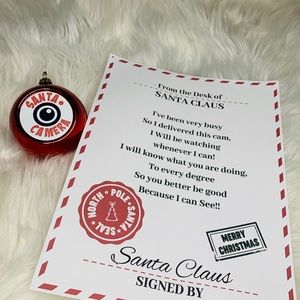 SANTA
CAMERA
From the Desk of
SANTA CLAUS
I've been very busy
So I delivered this cam.
I Will be watching
whenever I can!
I will know what you are doing,
To every degree
So you better be good
Because I can See!!
NORTH • POLE • SANTA • SEAL •
MERRY
CHRISTMAS
Santa Claus
SIGNED BY